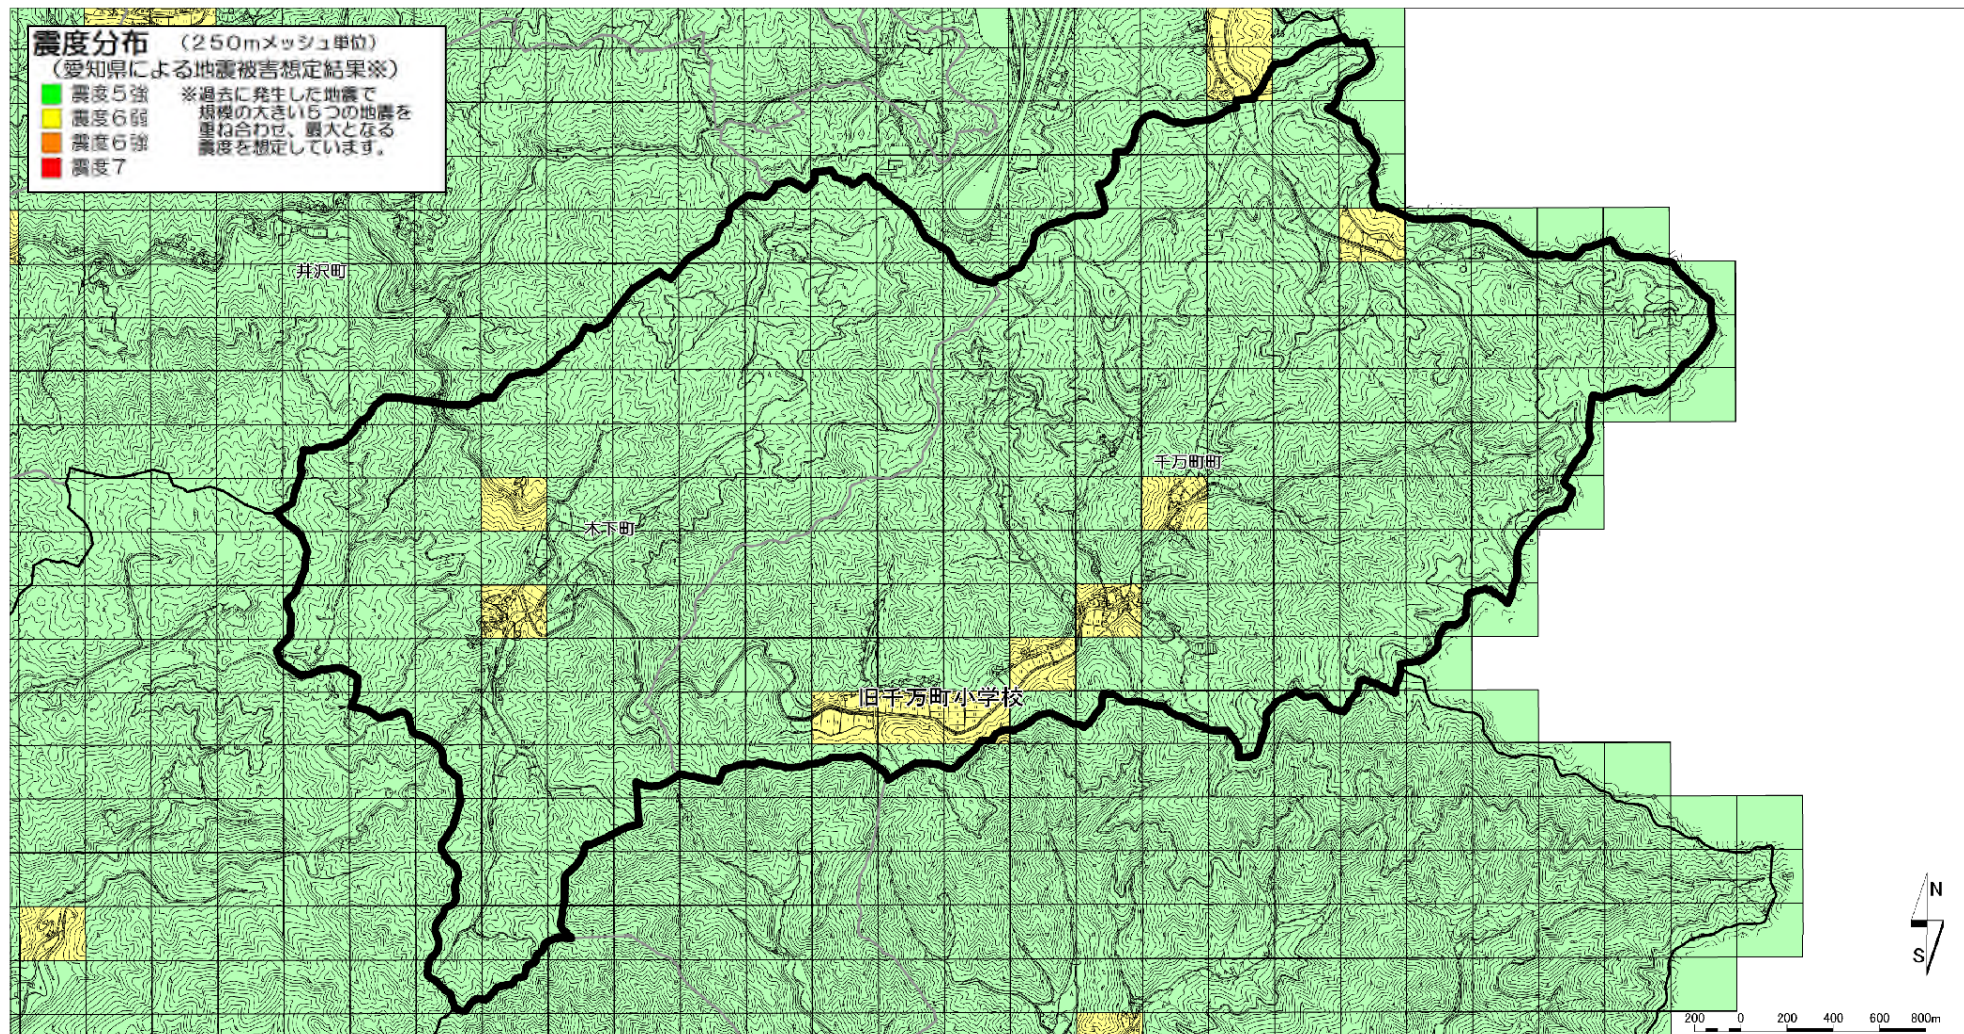 震度分布 (250mメッシュ単位)
(愛知県による地震被害想定結果※)
震度5強
震度6弱
震度6強
震度7
※過去に発生した地震で
規模の大きい5つの地震を
重ね合わせ、最大となる
震度を想定しています。
井沢町
千万町町
木下町
旧千万町小学校
N
S
200 0 200 400 600 800m